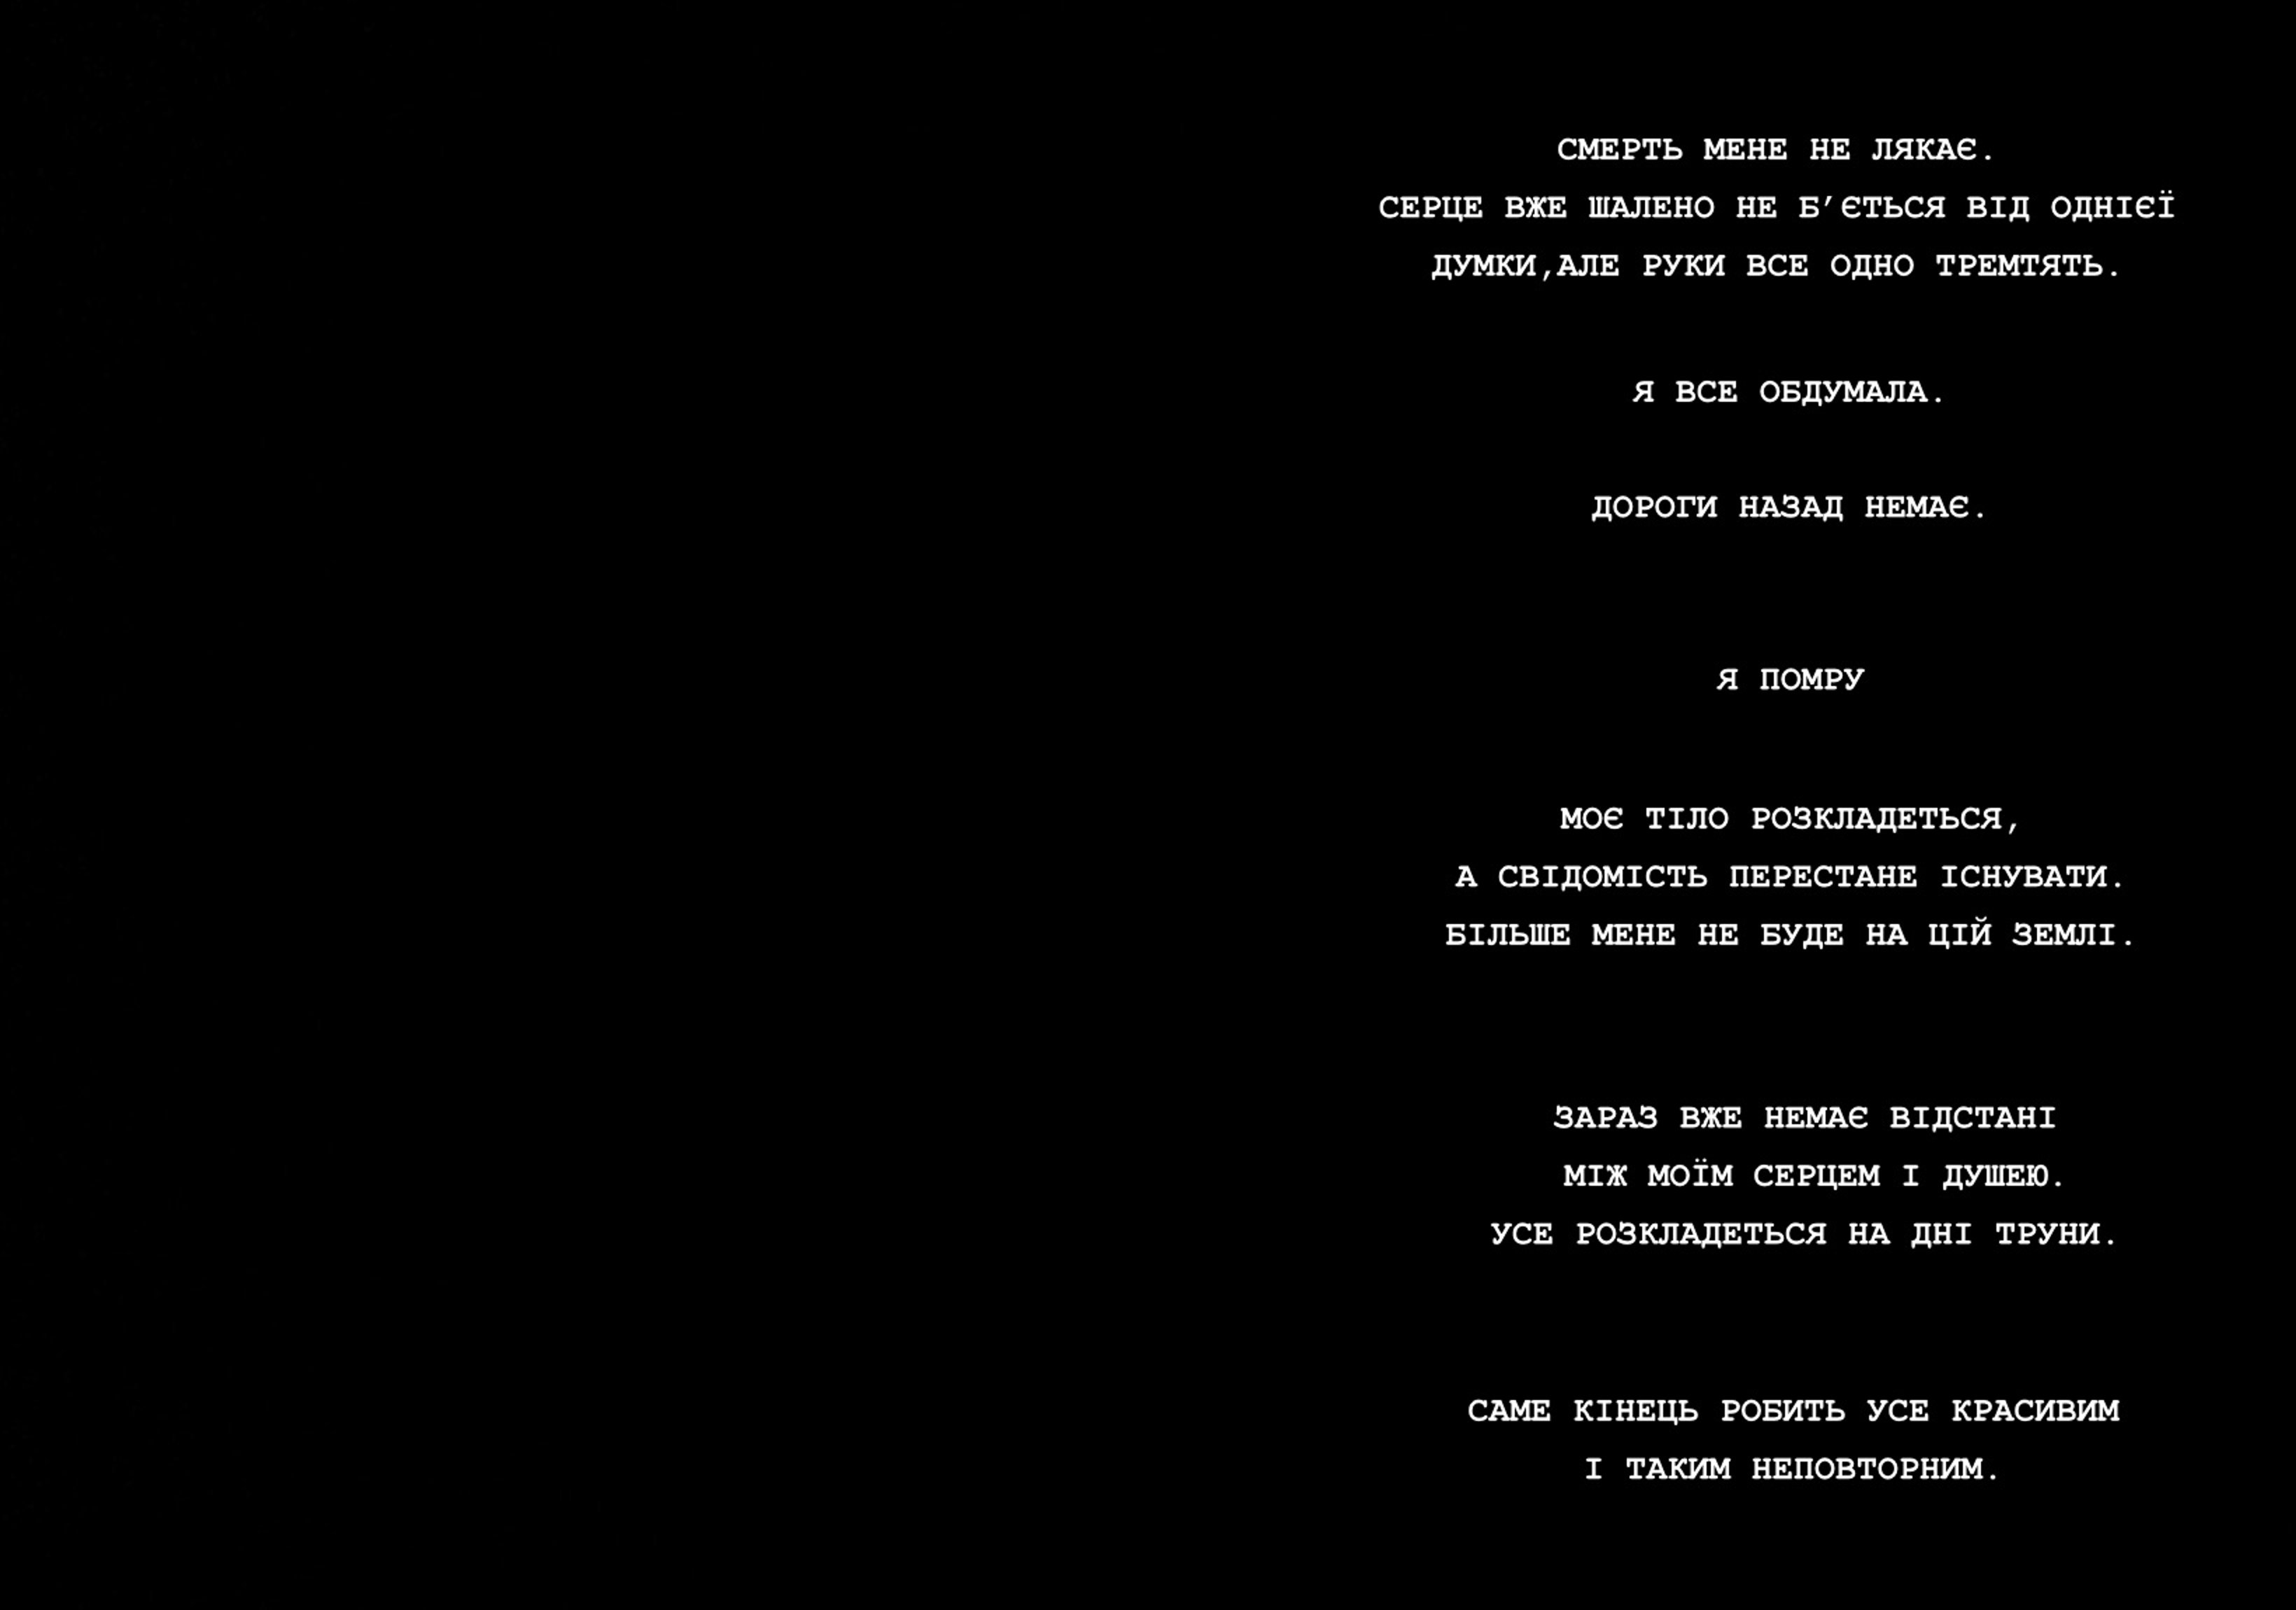 СМЕРТЬ МЕНЕ НЕ ЛЯКАЄ.
СЕРЦЕ ВЖЕ ШАЛЕНО НЕ Б’ЄТЬСЯ ВІД ОДНІЄЇ
ДУМКИ,АЛЕ РУКИ ВСЕ ОДНО ТРЕМТЯТЬ.
Я ВСЕ ОБДУМАЛА.
ДОРОГИ НАЗАД НЕМАЄ.
Я ПОМРУ
МОЄ ТІЛО РОЗКЛАДЕТЬСЯ,
А СВІДОМІСТЬ ПЕРЕСТАНЕ ІСНУВАТИ.
БІЛЬШЕ МЕНЕ НЕ БУДЕ НА ЦІЙ ЗЕМЛІ.
ЗАРАЗ ВЖЕ НЕМАЄ ВІДСТАНІ
МІЖ МОЇМ СЕРЦЕМ І ДУШЕЮ.
УСЕ РОЗКЛАДЕТЬСЯ НА ДНІ ТРУНИ.
САМЕ КІНЕЦЬ РОБИТЬ УСЕ КРАСИВИМ
І ТАКИМ НЕПОВТОРНИМ.